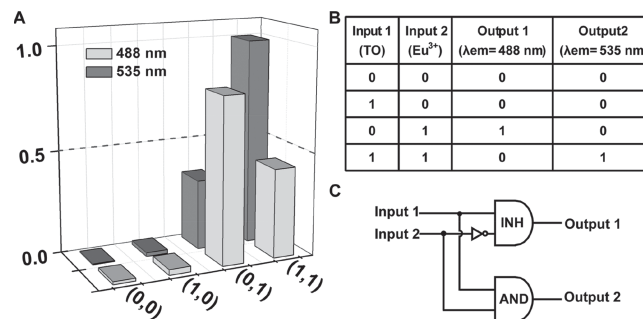 A
1.0
0.5
0.0
488 nm
535 nm
(0,0)
(1,0)
(0,1)
(1,1)
B
Input 1 (TO) Input 2 (Eu³⁺) Output 1 (λem= 488 nm) Output2 (λem= 535 nm)
0 0 0 0
1 0 0 0
0 1 1 0
1 1 0 1
C
Input 1
Input 2
INH
Output 1
AND
Output 2